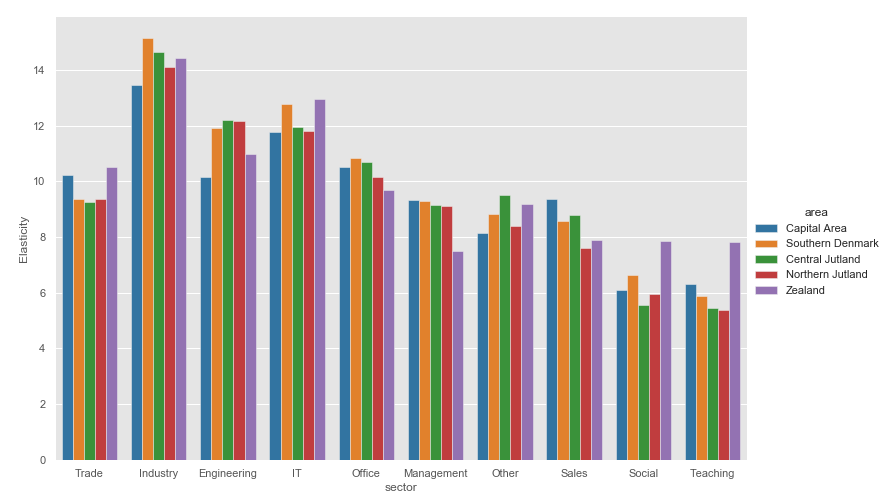 Elasticity
14
12
10
8
6
4
2
0
Trade Industry Engineering IT Office Management Other Sales Social Teaching
sector
area
Capital Area
Southern Denmark
Central Jutland
Northern Jutland
Zealand